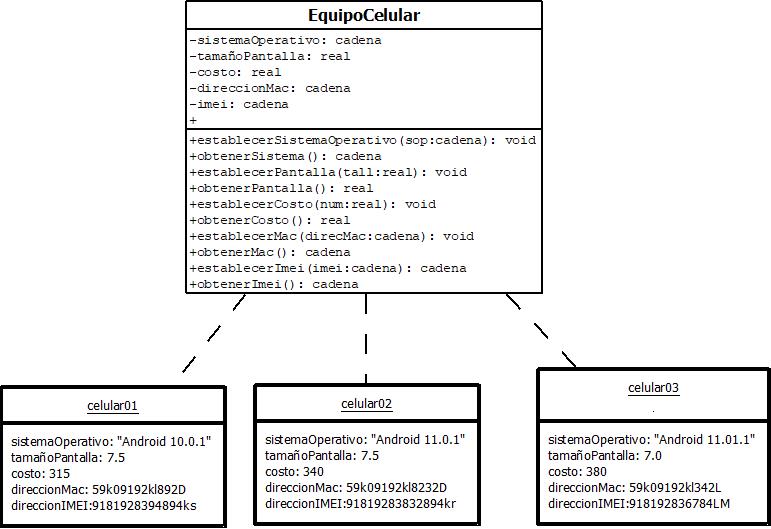 EquipoCelular
-sistemaOperativo: cadena
-tamañoPantalla: real
-costo: real
-direccionMac: cadena
-imei: cadena
+
+establecerSistemaOperativo(sop:cadena): void
+obtenerSistema(): cadena
+establecerPantalla(tall:real): void
+obtenerPantalla(): real
+establecerCosto(num:real): void
+obtenerCosto(): real
+establecerMac(direcMac:cadena): void
+obtenerMac(): cadena
+establecerImei(imei:cadena): cadena
+obtenerImei(): cadena
celular01
sistemaOperativo: "Android 10.0.1"
tamañoPantalla: 7.5
costo: 315
direccionMac: 59k09192kl892D
direccionIMEI:9181928394894ks
celular02
sistemaOperativo: "Android 11.0.1"
tamañoPantalla: 7.5
costo: 340
direccionMac: 59k09192kl8232D
direccionIMEI:91819283832894kr
celular03
.
sistemaOperativo: "Android 11.01.1"
tamañoPantalla: 7.0
costo: 380
direccionMac: 59k09192kl342L
direccionIMEI:918192836784LM